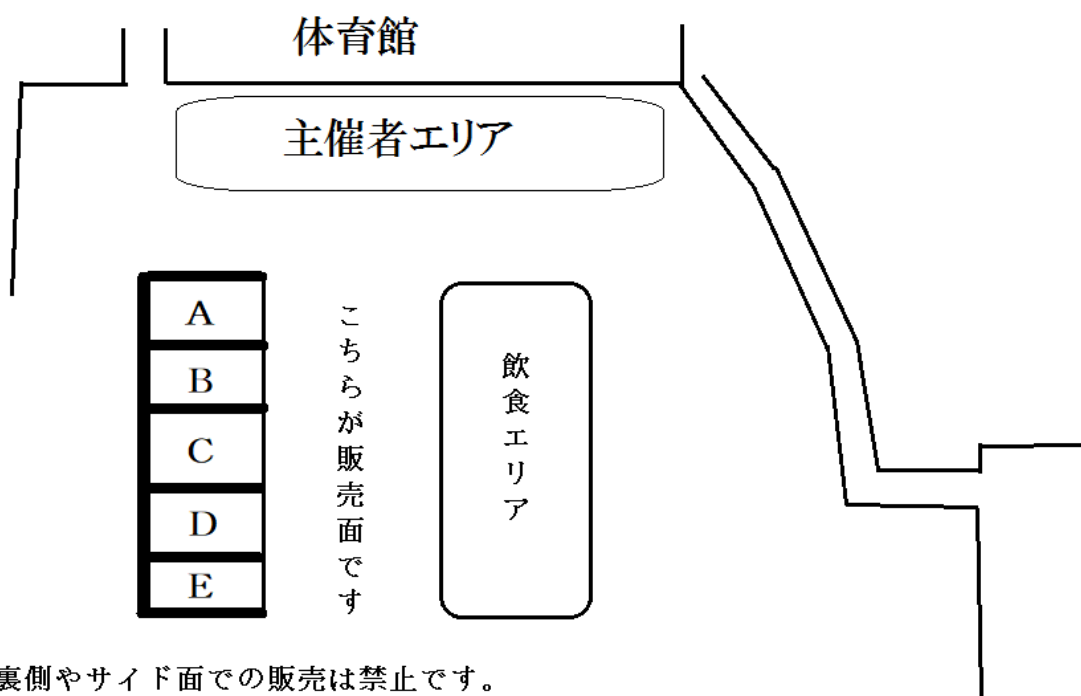 体育館
主催者エリア
A
B
C
D
E
こちらが販売面です
飲食エリア
裏側やサイド面での販売は禁止です。